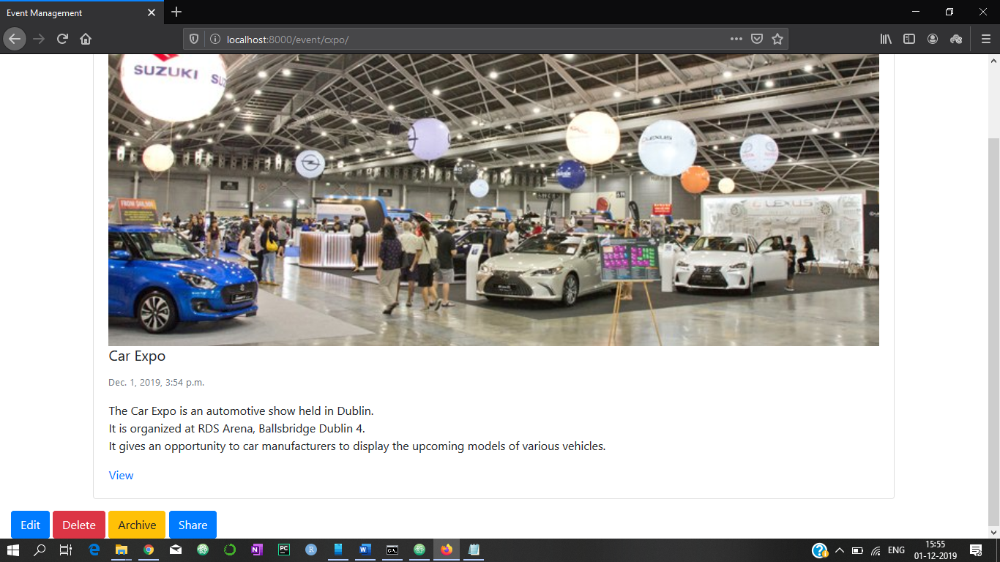 Event Management
localhost:8000/event/cxpo/
SUZUKI
LEXUS
LEXUS
Car Expo
Dec. 1, 2019, 3:54 p.m.
The Car Expo is an automotive show held in Dublin.
It is organized at RDS Arena, Ballsbridge Dublin 4.
It gives an opportunity to car manufacturers to display the upcoming models of various vehicles.
View
Edit
Delete
Archive
Share
ENG
15:55
01-12-2019